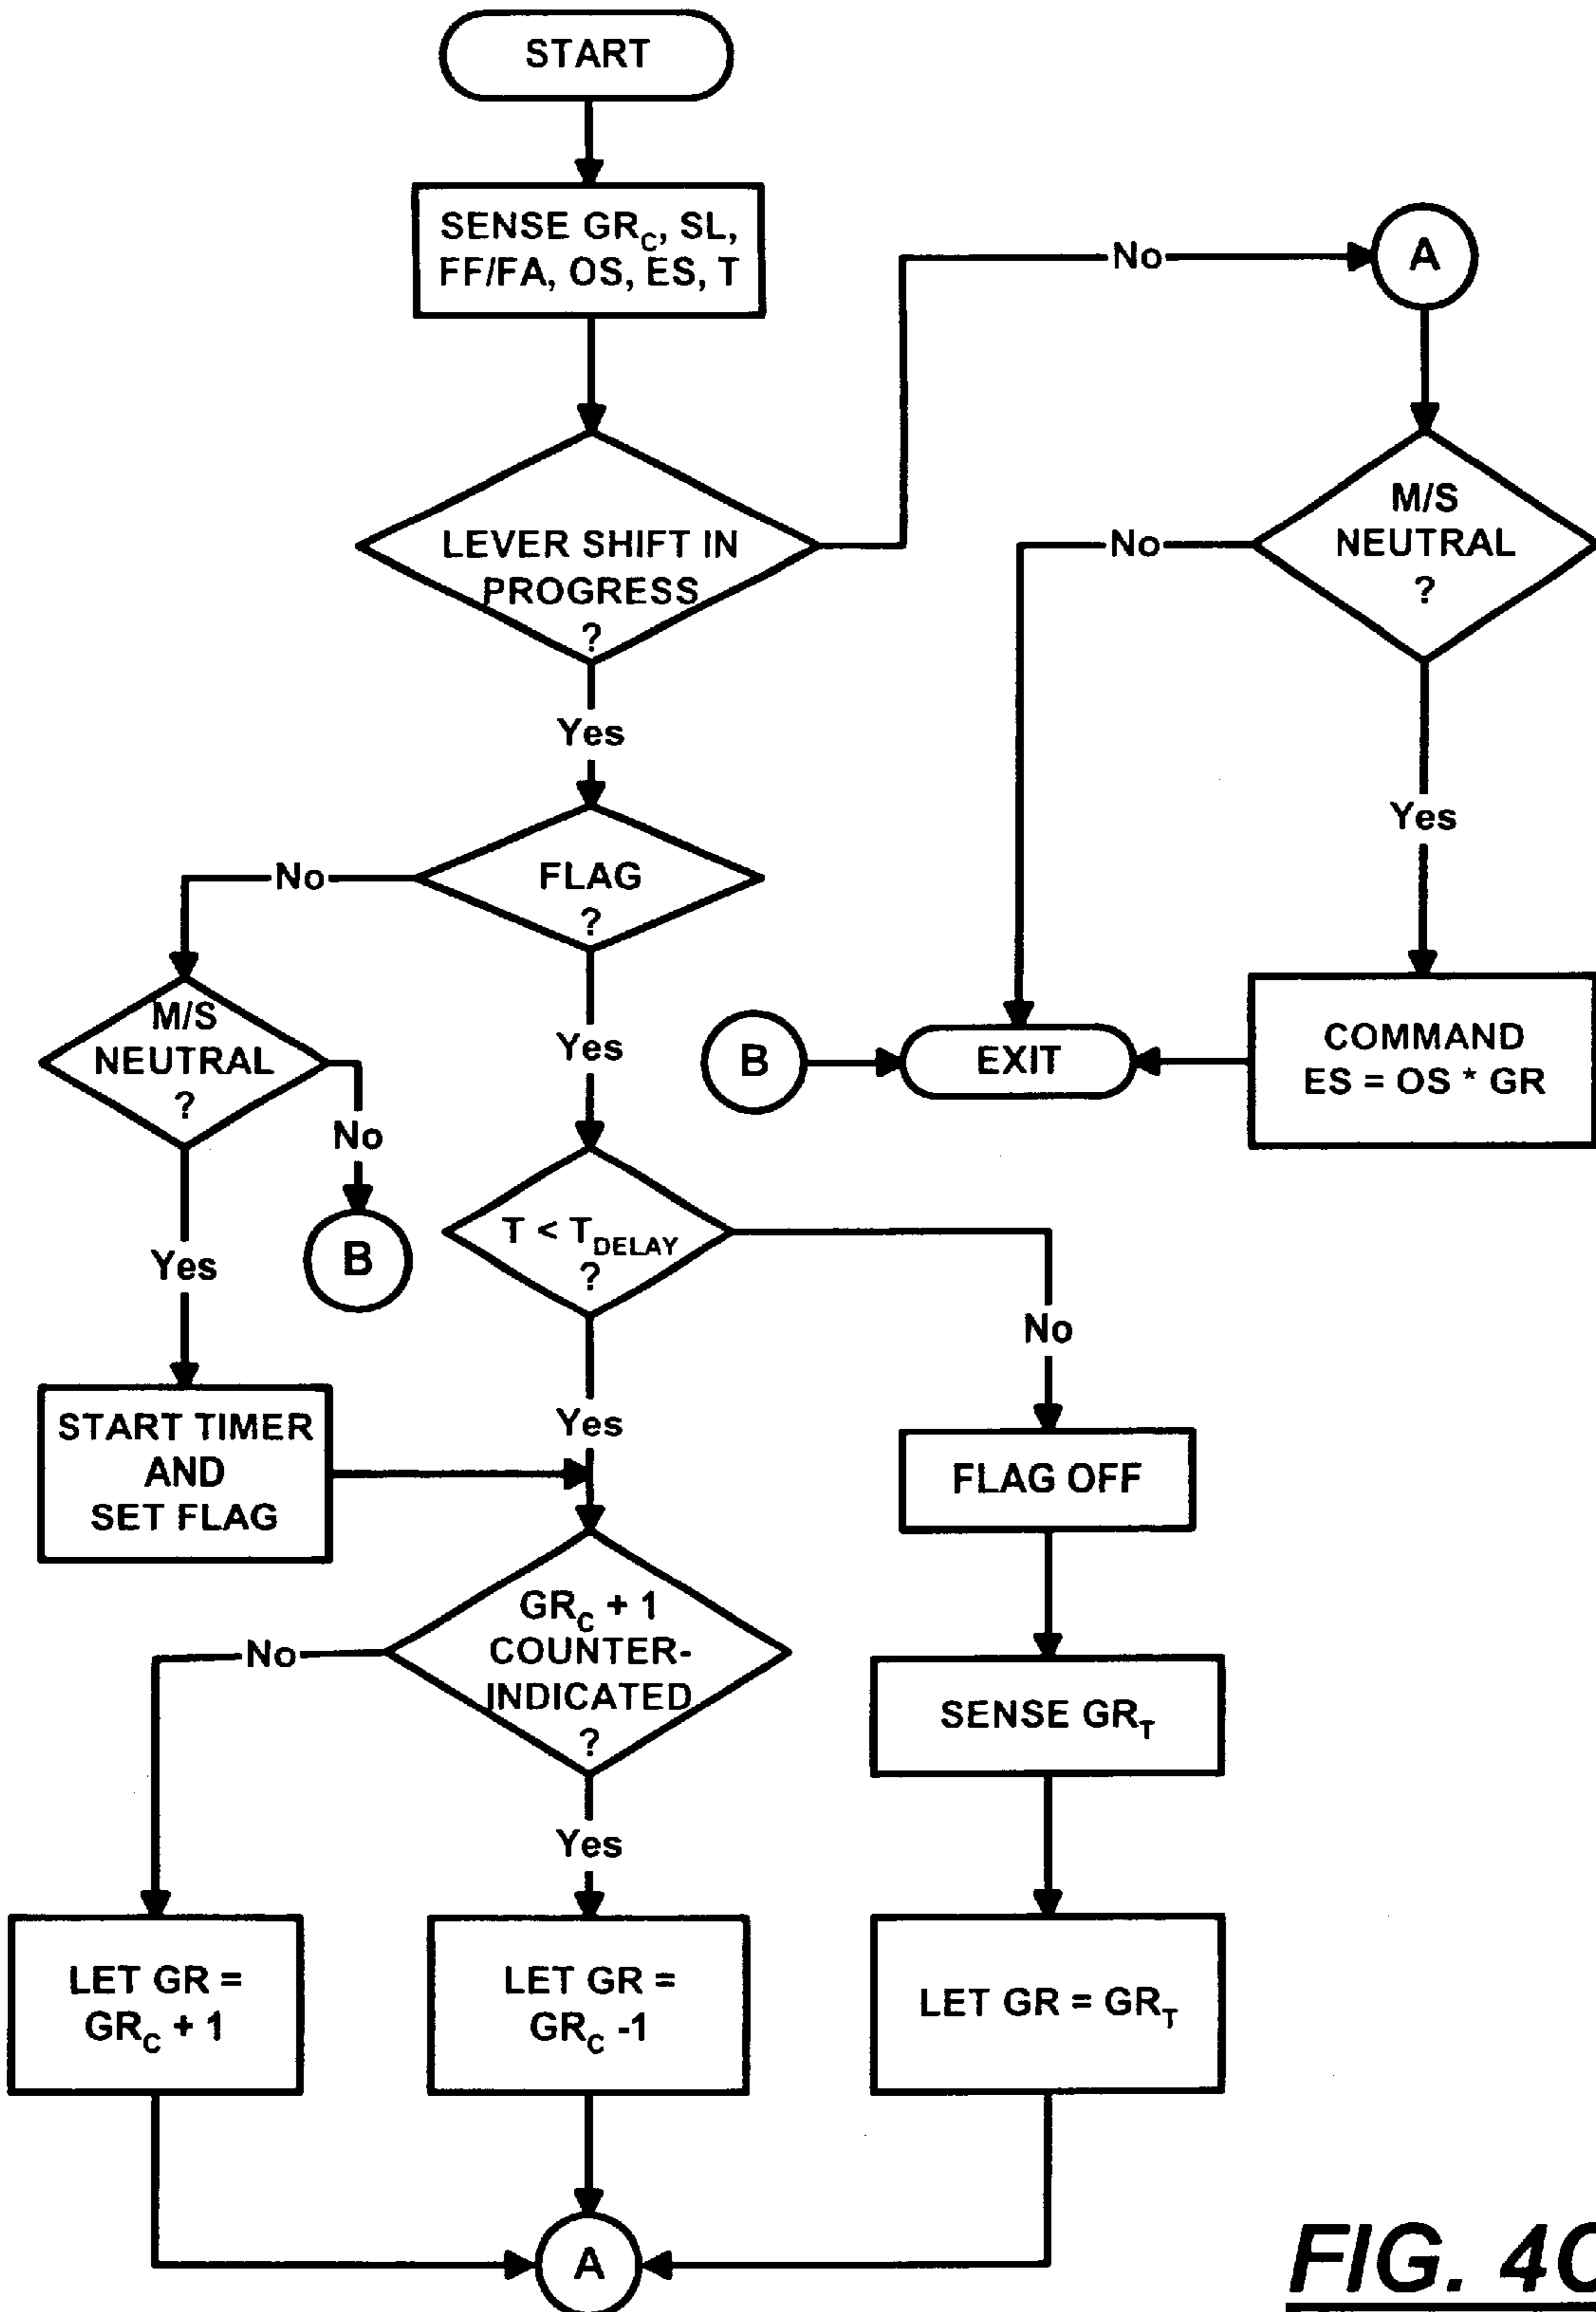 START
SENSE GRC, SL,
FF/FA, OS, ES, T
No
A
LEVER SHIFT IN
PROGRESS
?
M/S
NEUTRAL
?
No
Yes
Yes
FLAG
?
No
M/S
NEUTRAL
?
Yes
No
B
B
EXIT
COMMAND
ES = OS * GR
Yes
T < TDELAY
?
No
Yes
START TIMER
AND
SET FLAG
FLAG OFF
GRC + 1
COUNTER-
INDICATED
?
No
Yes
SENSE GRT
LET GR =
GRC + 1
LET GR =
GRC -1
LET GR = GRT
A
FIG. 4C